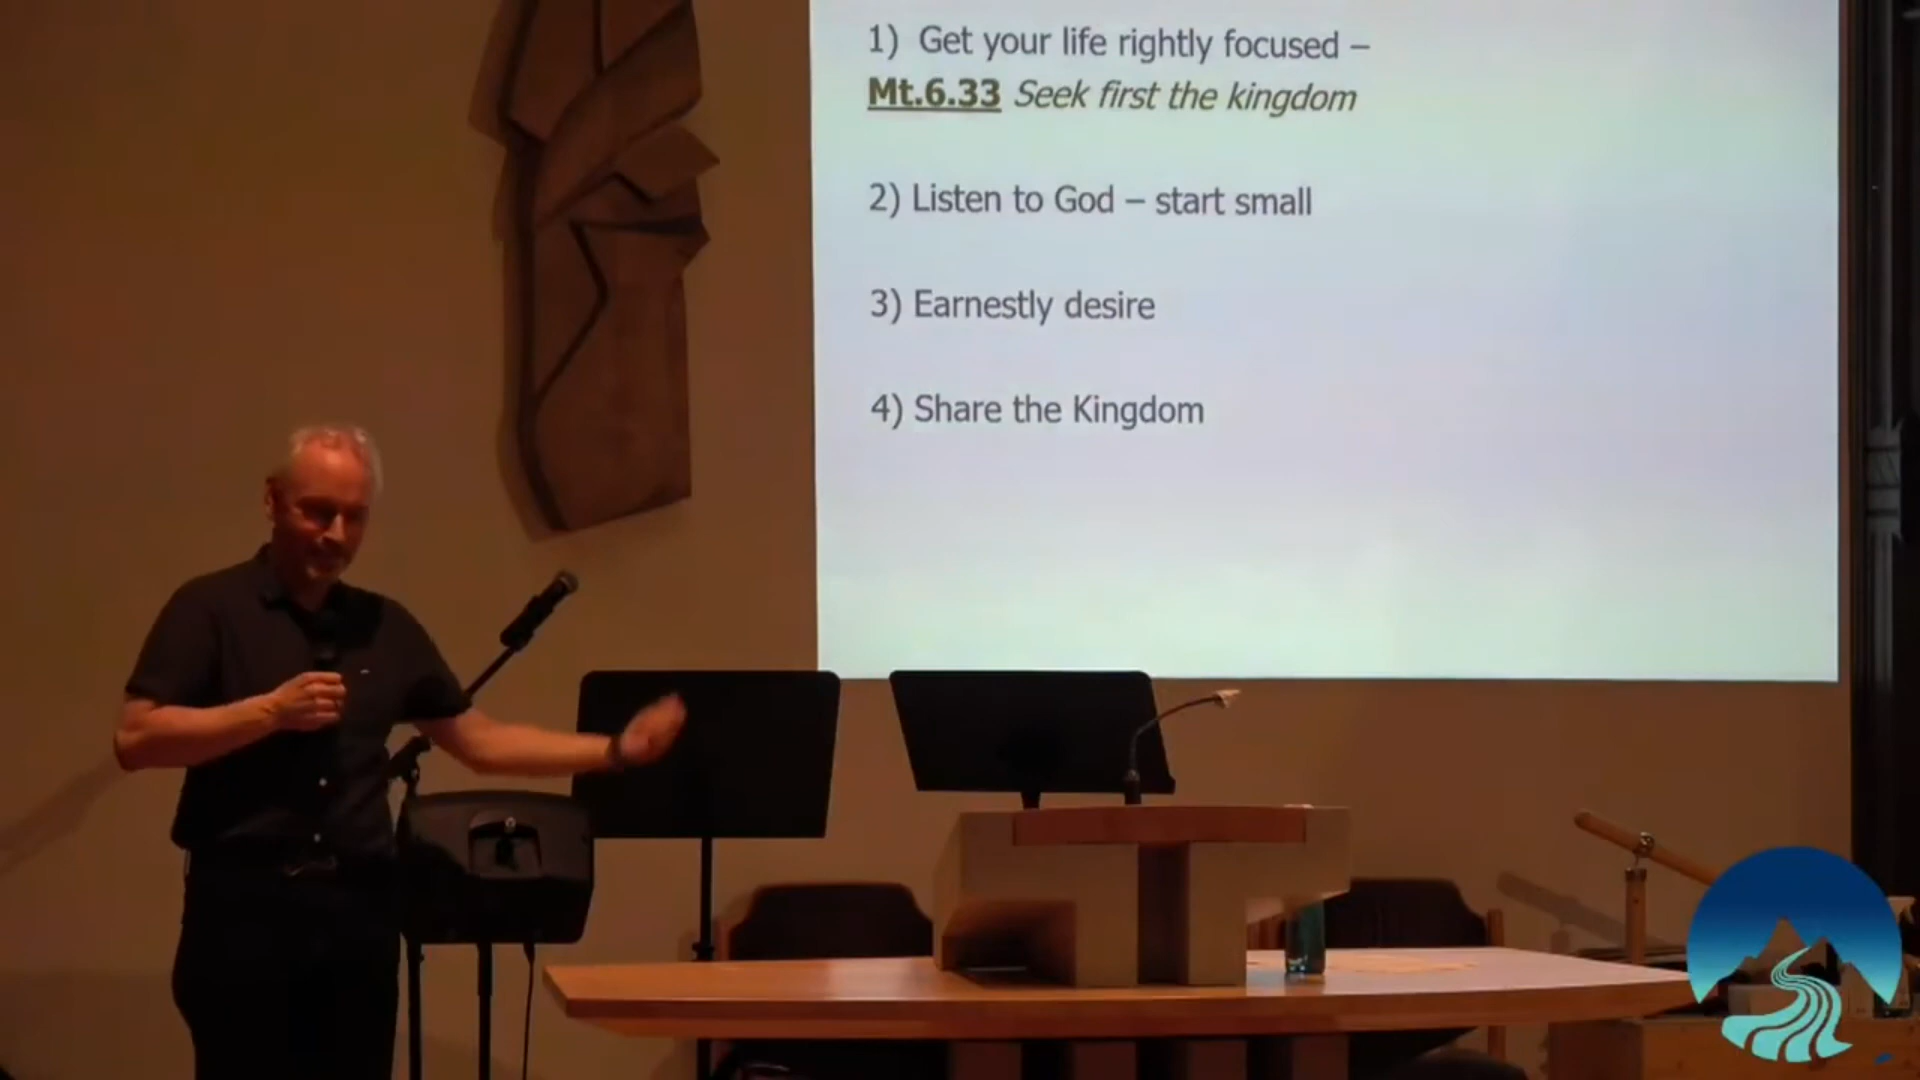 1) Get your life rightly focused –
Mt.6.33 Seek first the kingdom
2) Listen to God – start small
3) Earnestly desire
4) Share the Kingdom